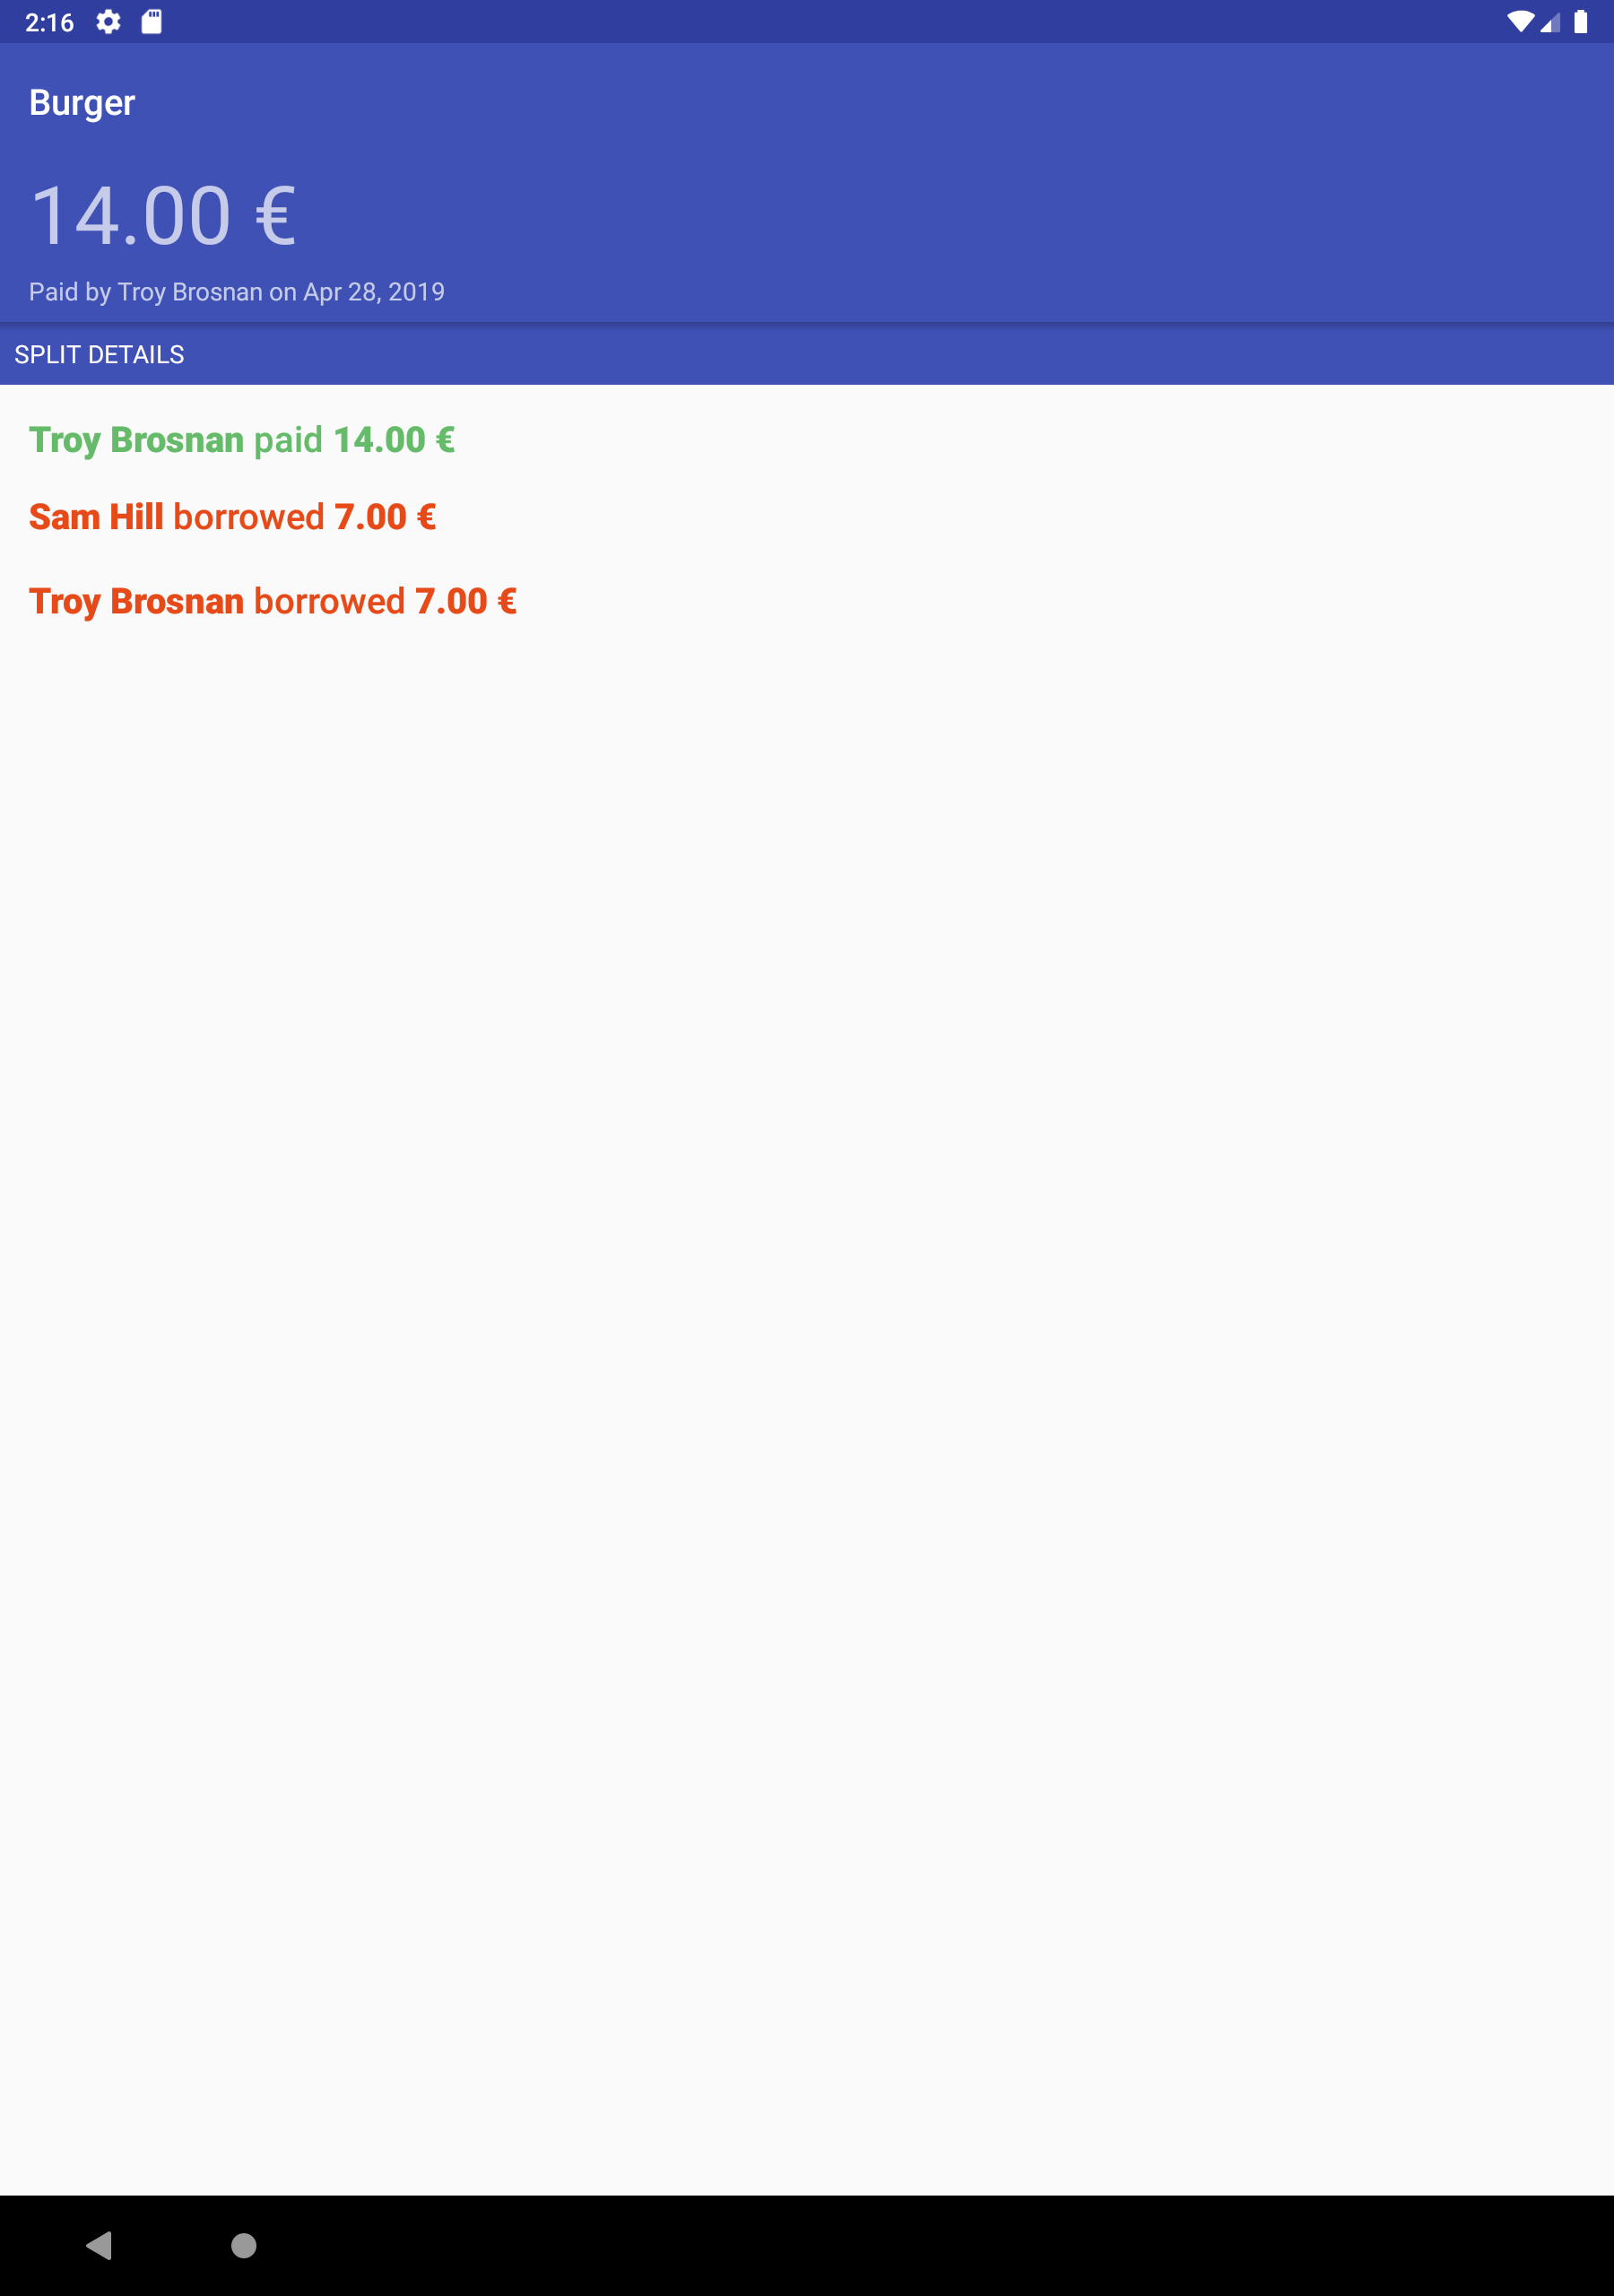 2:16
Burger
14.00 €
Paid by Troy Brosnan on Apr 28, 2019
SPLIT DETAILS
Troy Brosnan paid 14.00 €
Sam Hill borrowed 7.00 €
Troy Brosnan borrowed 7.00 €